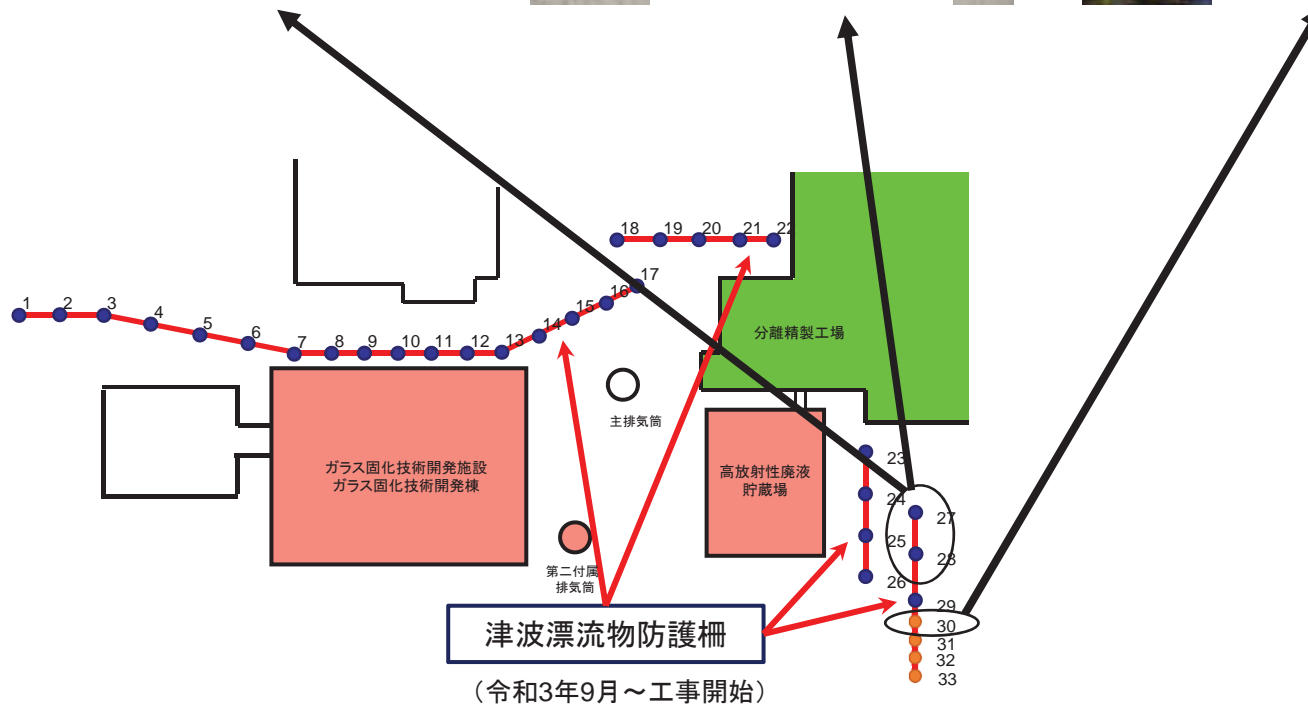 18 19 20 21 22
17
16
15
14
13
1 2 3 4 5 6 7 8 9 10 11 12
分離精製工場
主排気筒
ガラス固化技術開発施設
ガラス固化技術開発棟
高放射性廃液
貯蔵場
第二付属
排気筒
23
24
25
26
27
28
29
30
31
32
33
津波漂流物防護柵
（令和3年9月～工事開始）